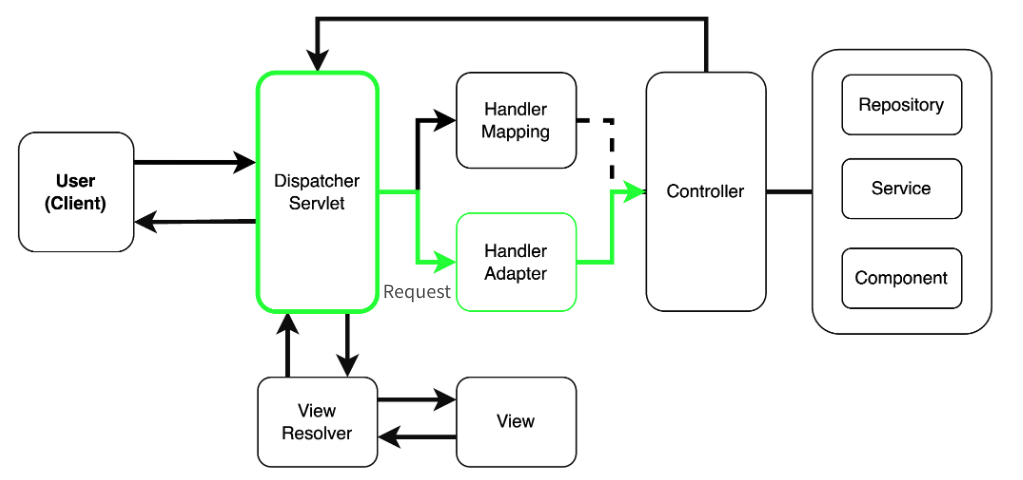 User
(Client)
Dispatcher
Servlet
Handler
Mapping
Handler
Adapter
Request
Controller
Repository
Service
Component
View
Resolver
View